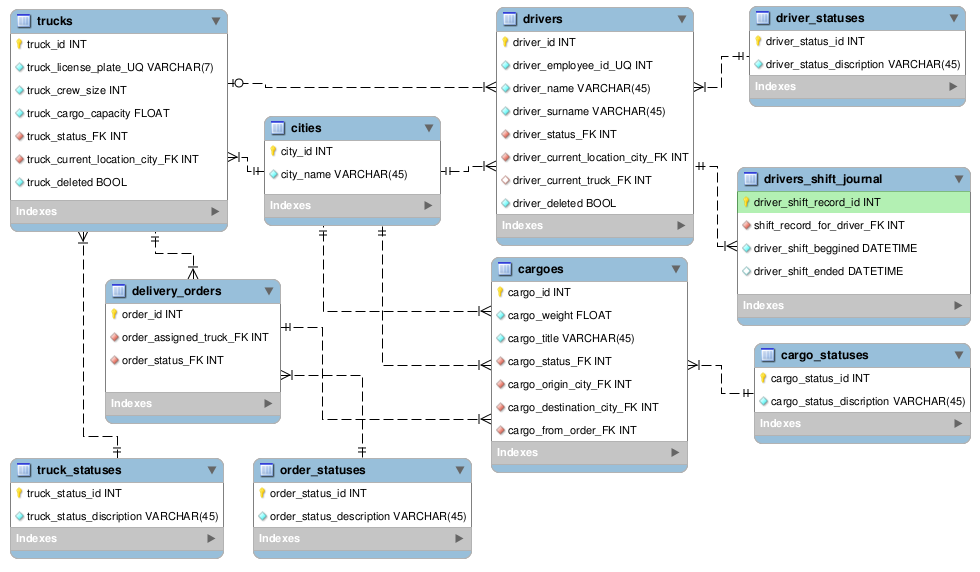 trucks
truck_id INT
truck_license_plate_UQ VARCHAR(7)
truck_crew_size INT
truck_cargo_capacity FLOAT
truck_status_FK INT
truck_current_location_city_FK INT
truck_deleted BOOL
Indexes
cities
city_id INT
city_name VARCHAR(45)
Indexes
drivers
driver_id INT
driver_employee_id_UQ INT
driver_name VARCHAR(45)
driver_surname VARCHAR(45)
driver_status_FK INT
driver_current_location_city_FK INT
driver_current_truck_FK INT
driver_deleted BOOL
Indexes
driver_statuses
driver_status_id INT
driver_status_discription VARCHAR(45)
Indexes
drivers_shift_journal
driver_shift_record_id INT
shift_record_for_driver_FK INT
driver_shift_beggined DATETIME
driver_shift_ended DATETIME
Indexes
delivery_orders
order_id INT
order_assigned_truck_FK INT
order_status_FK INT
Indexes
cargoes
cargo_id INT
cargo_weight FLOAT
cargo_title VARCHAR(45)
cargo_status_FK INT
cargo_origin_city_FK INT
cargo_destination_city_FK INT
cargo_from_order_FK INT
Indexes
cargo_statuses
cargo_status_id INT
cargo_status_discription VARCHAR(45)
Indexes
truck_statuses
truck_status_id INT
truck_status_discription VARCHAR(45)
Indexes
order_statuses
order_status_id INT
order_status_description VARCHAR(45)
Indexes